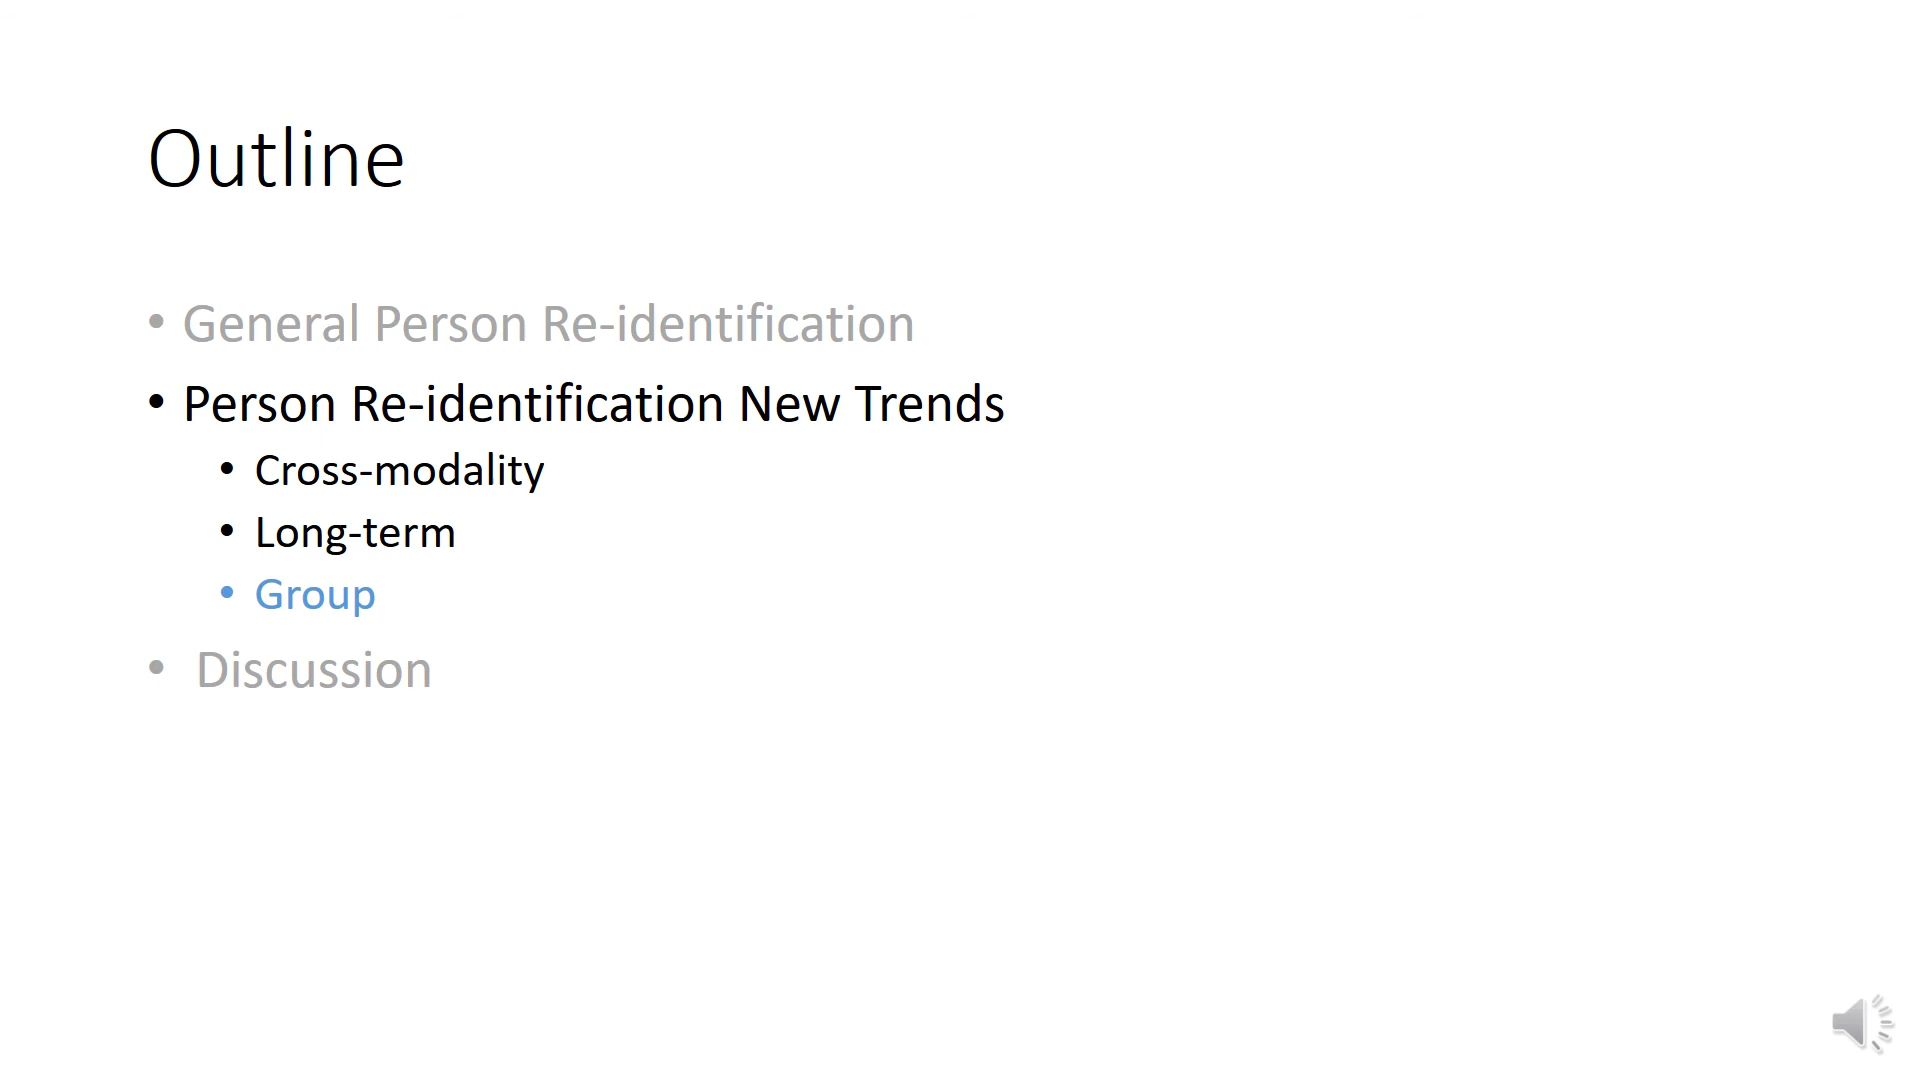 Outline
• General Person Re-identification
• Person Re-identification New Trends
• Cross-modality
• Long-term
• Group
• Discussion